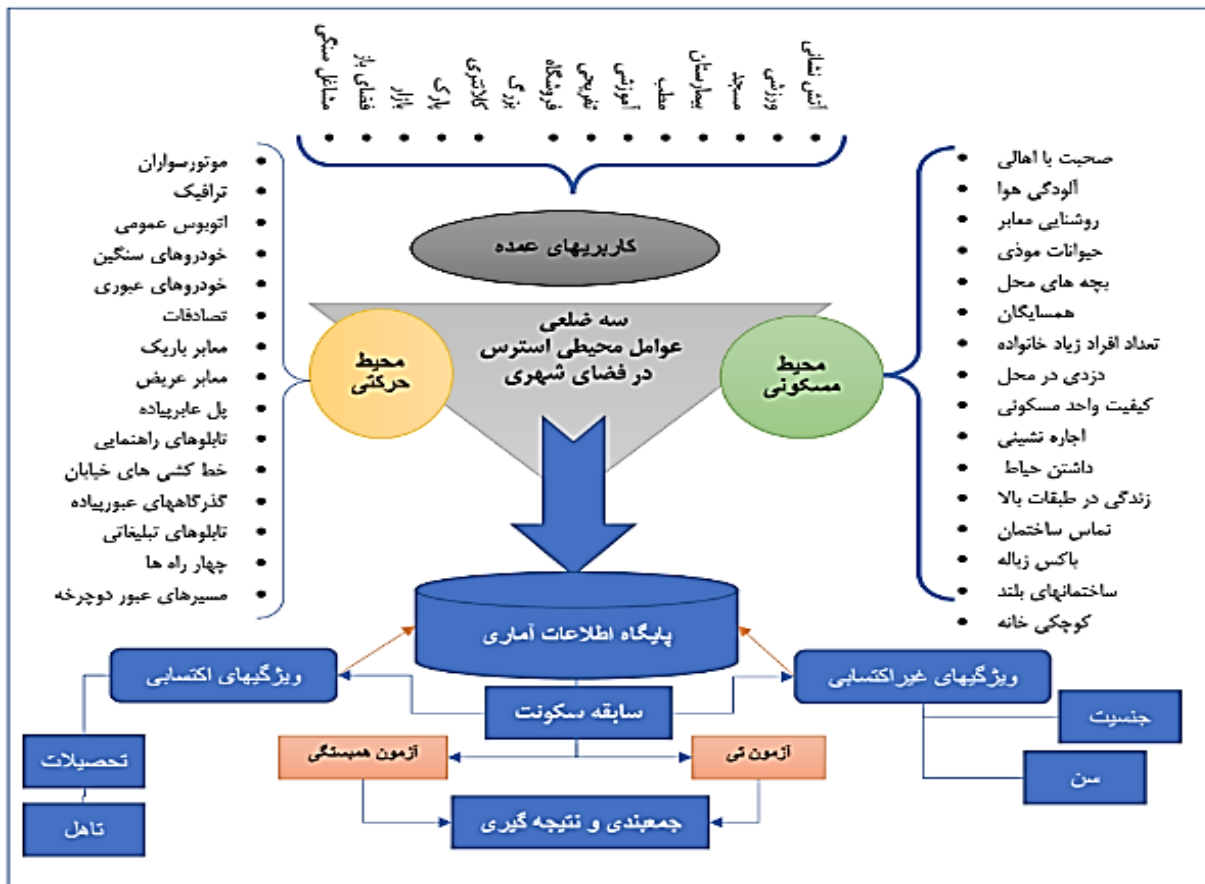 آتش نشانی
ورزشی
مسجد
بیمارستان
مطب
آموزشی
تفریحی
فروشگاه
بزرگ
کلانتری
پارک
بازار
فضای باز
مشاغل سنگی
کاربریهای عمده
سه ضلعی
عوامل محیطی استرس
در فضای شهری
محیط
مسکونی
محیط
حرکتی
صحبت با اهالی
آلودگی هوا
روشنایی معابر
حیوانات موذی
بچه های محل
همسایگان
تعداد افراد زیاد خانواده
دزدی در محل
کیفیت واحد مسکونی
اجاره نشینی
داشتن حیاط
زندگی در طبقات بالا
تماس ساختمان
باکس زباله
ساختمانهای بلند
کوچکی خانه
موتورسواران
ترافیک
اتوبوس عمومی
خودروهای سنگین
خودروهای عبوری
تصادفات
معابر باریک
معابر عریض
پل عابرپیاده
تابلوهای راهنمایی
خط کشی های خیابان
گذرگاههای عبورپیاده
تابلوهای تبلیغاتی
چهار راه ها
مسیرهای عبور دوچرخه
پایگاه اطلاعات آماری
ویژگیهای غیراکتسابی
ویژگیهای اکتسابی
سابقه سکونت
جنسیت
سن
تحصیلات
تاهل
آزمون تی
آزمون همبستگی
جمعبندی و نتیجه گیری